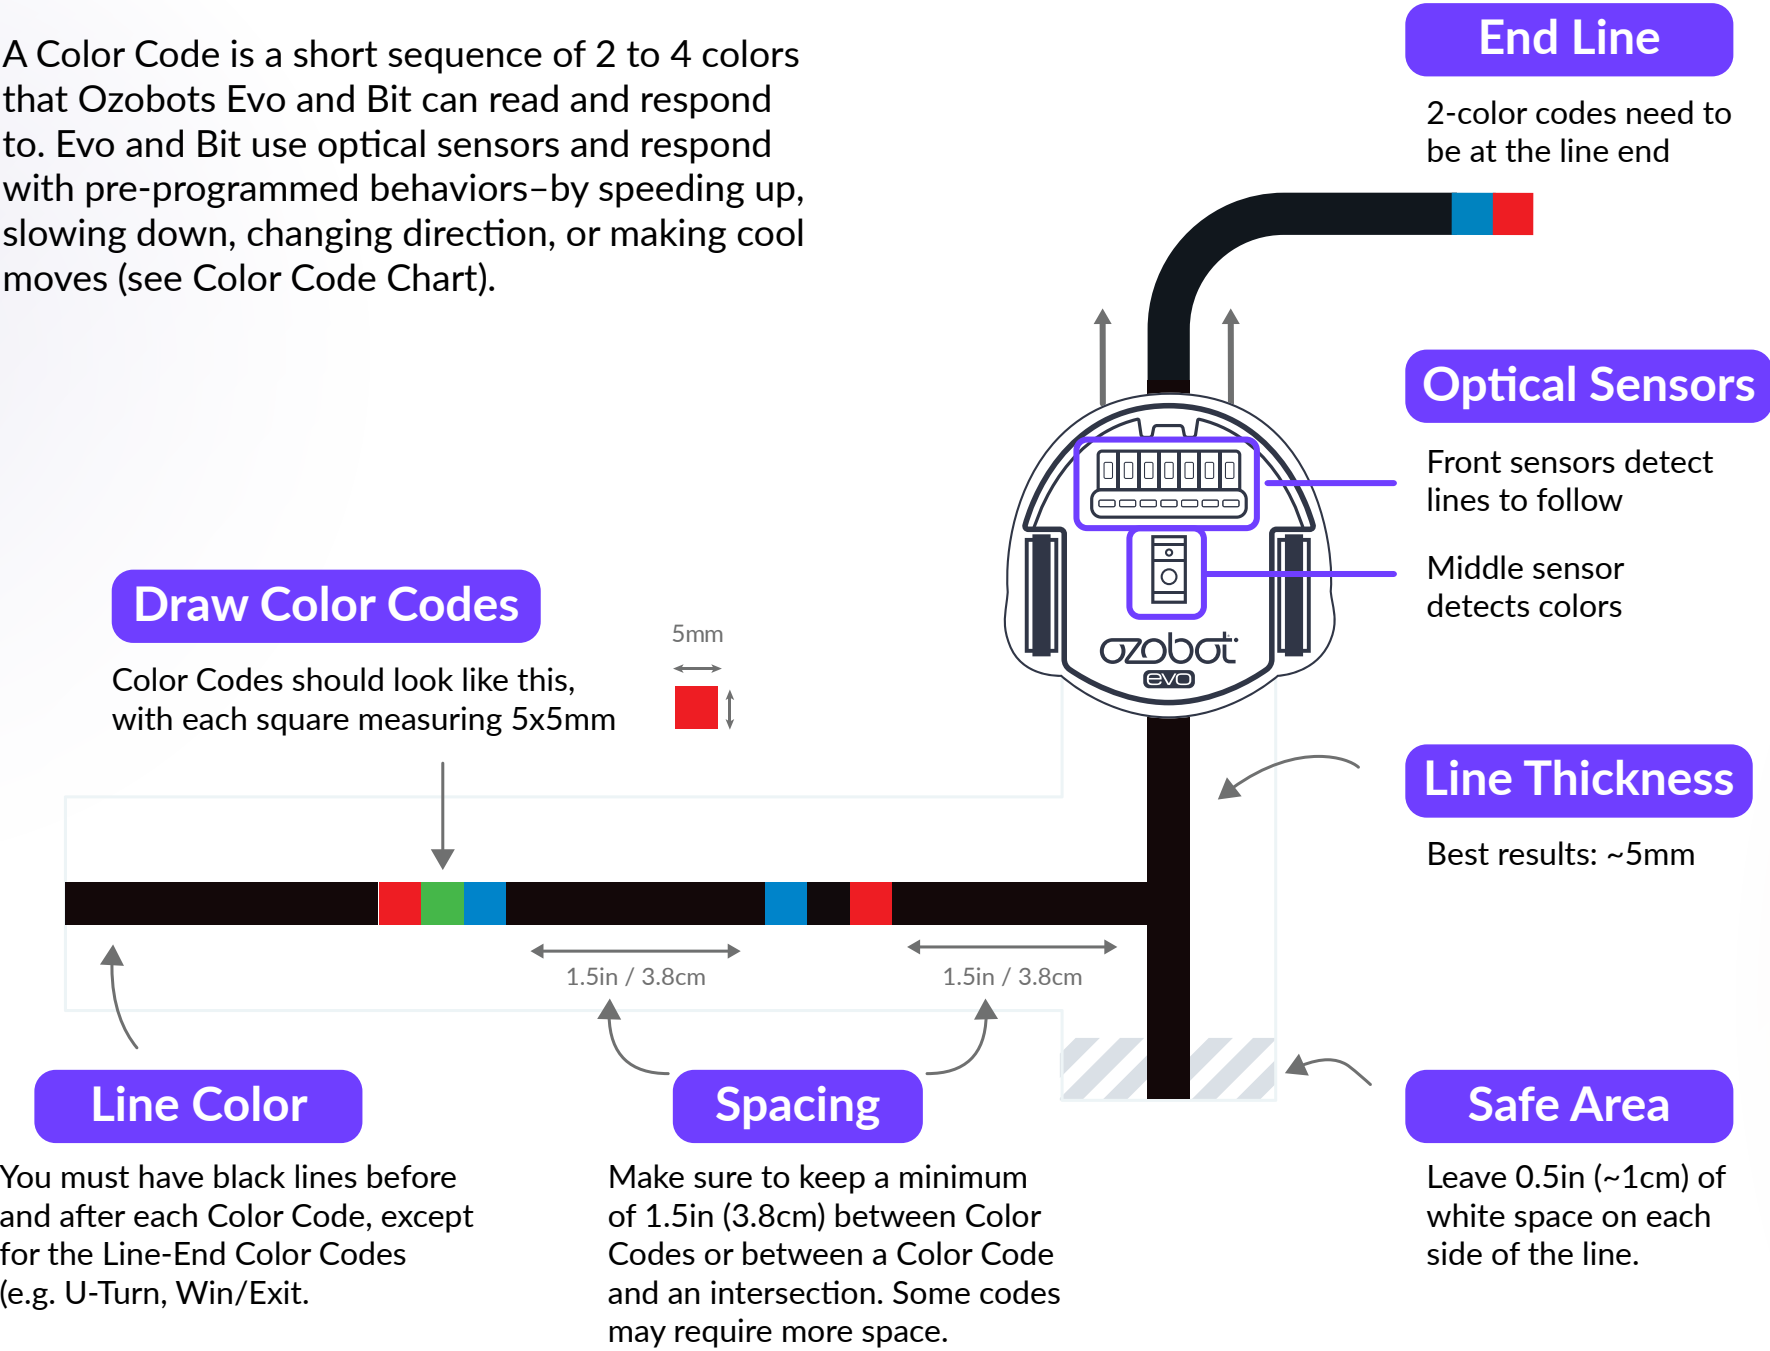 A Color Code is a short sequence of 2 to 4 colors
that Ozobots Evo and Bit can read and respond
to. Evo and Bit use optical sensors and respond
with pre-programmed behaviors–by speeding up,
slowing down, changing direction, or making cool
moves (see Color Code Chart).
End Line
2-color codes need to
be at the line end
Optical Sensors
Front sensors detect
lines to follow
Middle sensor
detects colors
ozobot
evo
Draw Color Codes
Color Codes should look like this,
with each square measuring 5x5mm
5mm
Line Thickness
Best results: ~5mm
1.5in / 3.8cm
1.5in / 3.8cm
Line Color
You must have black lines before
and after each Color Code, except
for the Line-End Color Codes
(e.g. U-Turn, Win/Exit.
Spacing
Make sure to keep a minimum
of 1.5in (3.8cm) between Color
Codes or between a Color Code
and an intersection. Some codes
may require more space.
Safe Area
Leave 0.5in (~1cm) of
white space on each
side of the line.